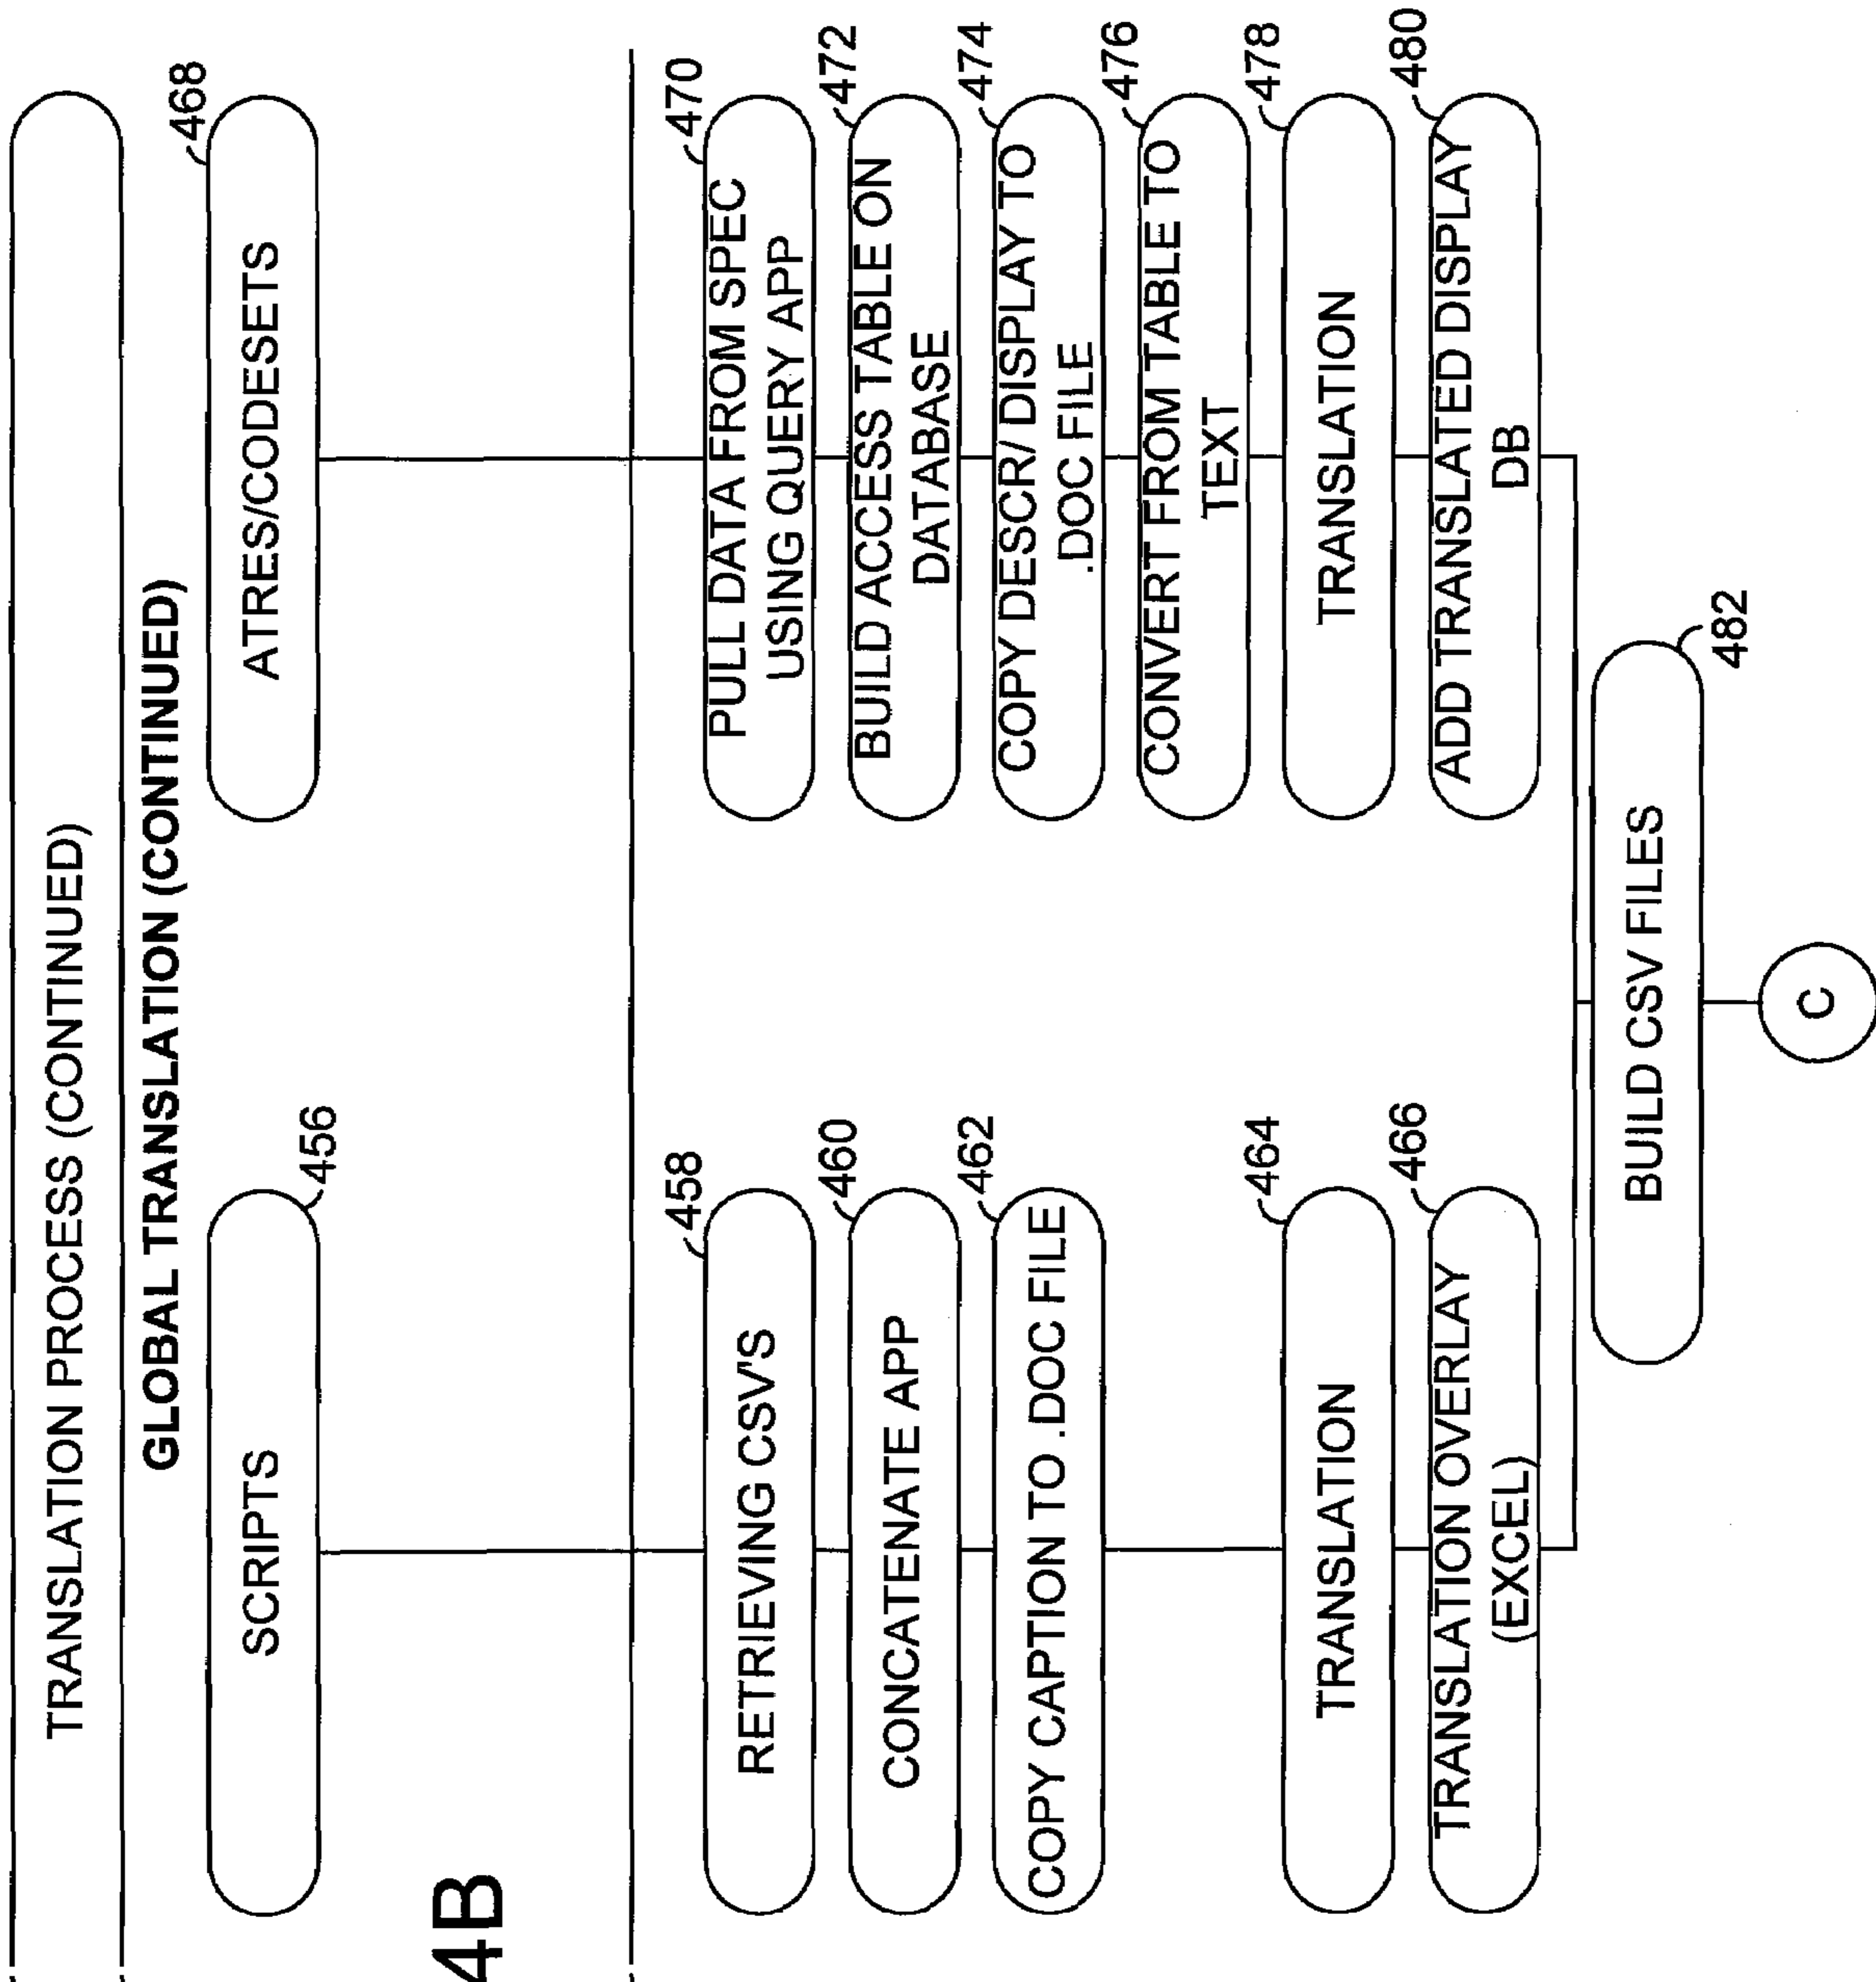 TRANSLATION PROCESS (CONTINUED)
GLOBAL TRANSLATION (CONTINUED)
SCRIPTS
456
ATRES/CODESETS
468
4B
RETRIEVING CSV'S
458
CONCATENATE APP
460
COPY CAPTION TO .DOC FILE
462
TRANSLATION
464
TRANSLATION OVERLAY
(EXCEL)
466
PULL DATA FROM SPEC
USING QUERY APP
470
BUILD ACCESS TABLE ON
DATABASE
472
COPY DESCR/ DISPLAY TO
.DOC FILE
474
CONVERT FROM TABLE TO
TEXT
476
TRANSLATION
478
ADD TRANSLATED DISPLAY
DB
480
BUILD CSV FILES
482
C